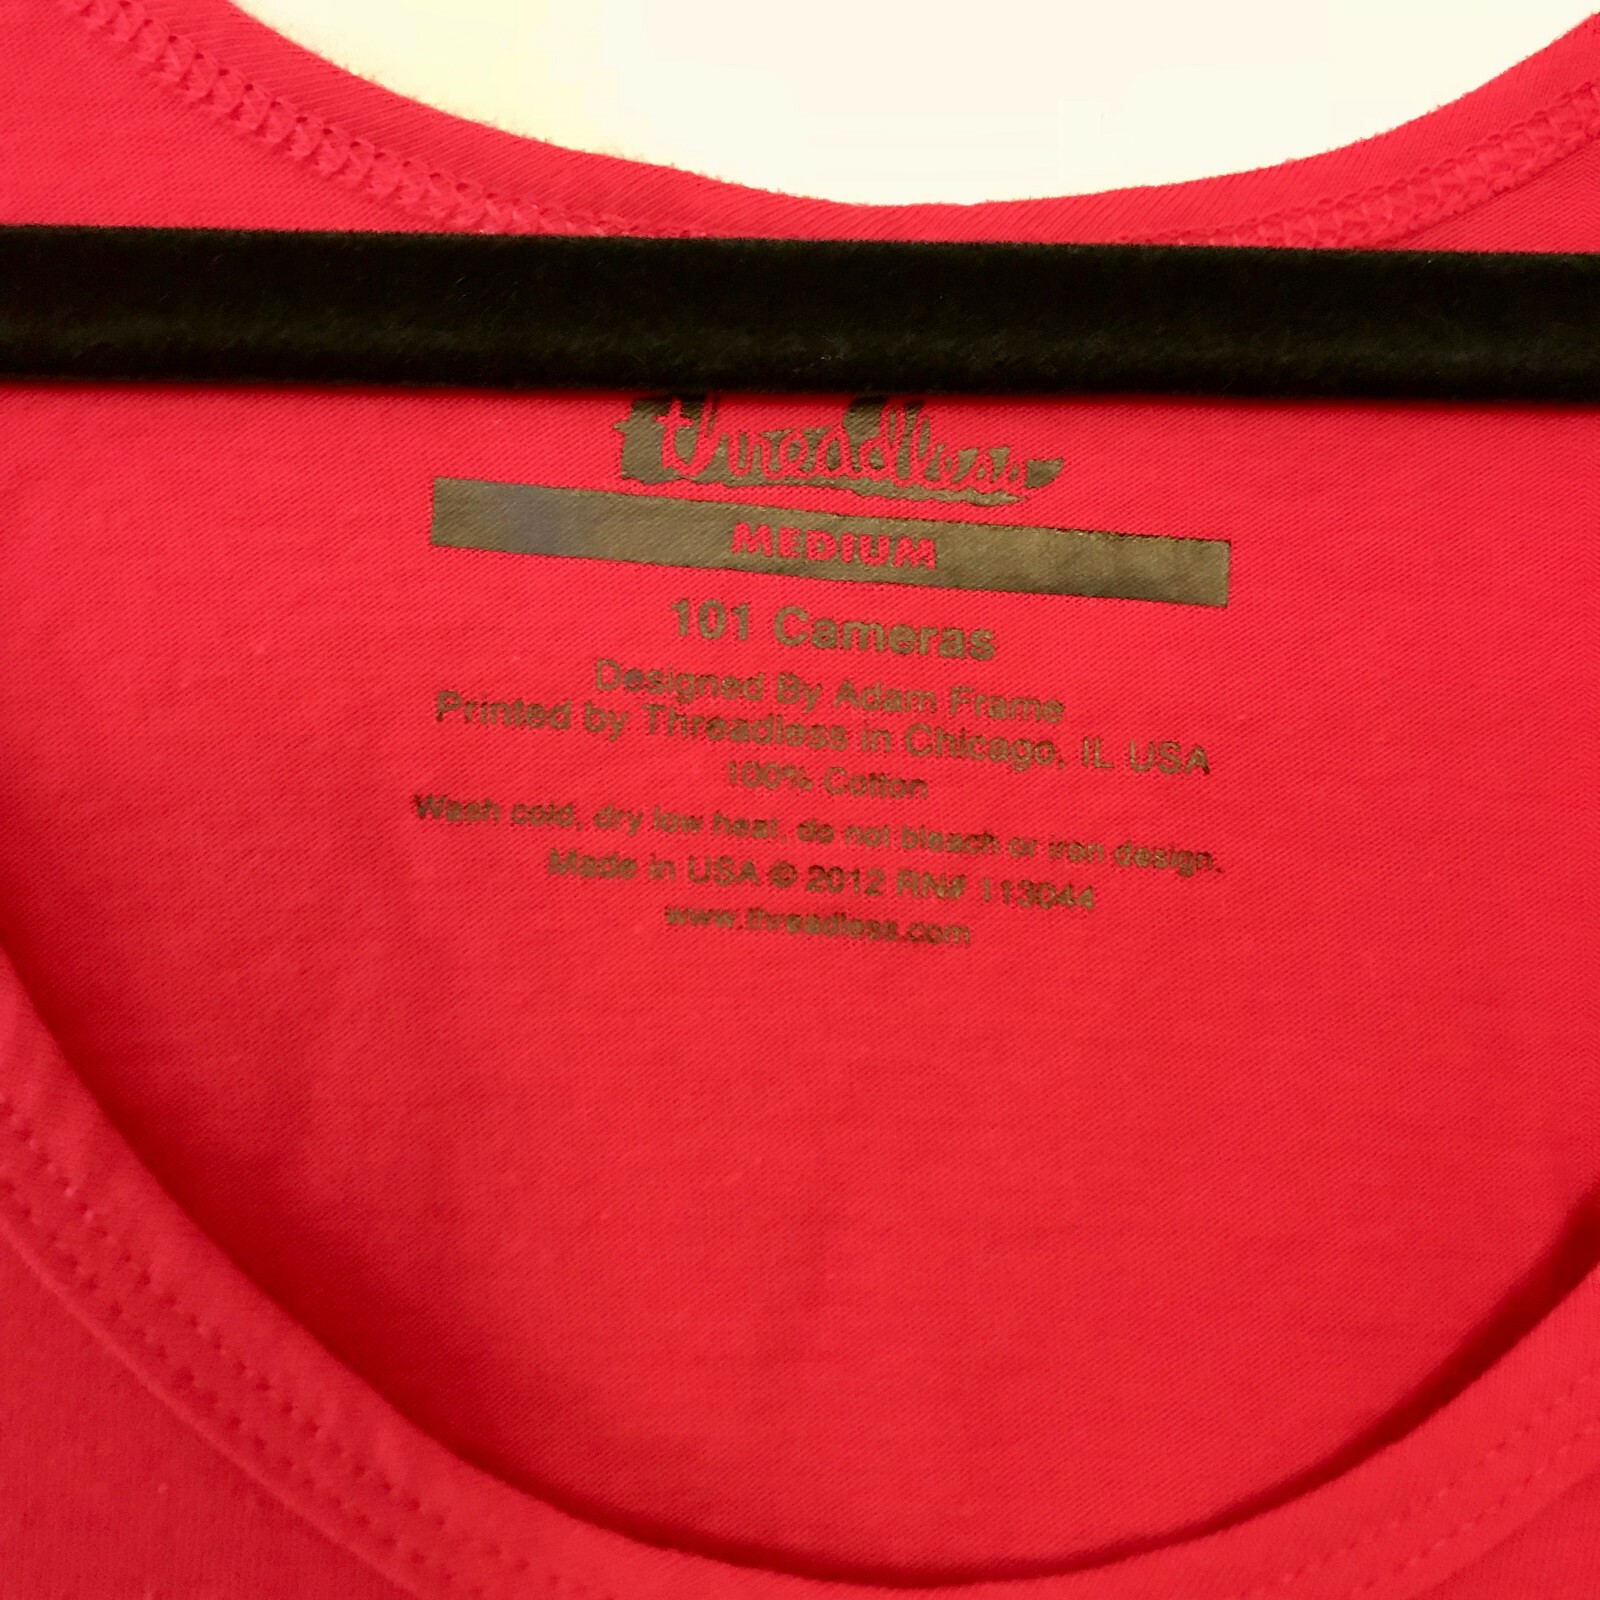 threadless
MEDIUM
101 Cameras
Designed By Adam Frame
Printed by Threadless in Chicago, IL USA
100% Cotton
Wash cold, dry low heat, do not bleach or iron design.
Made in USA © 2012 RN# 113044
www.threadless.com